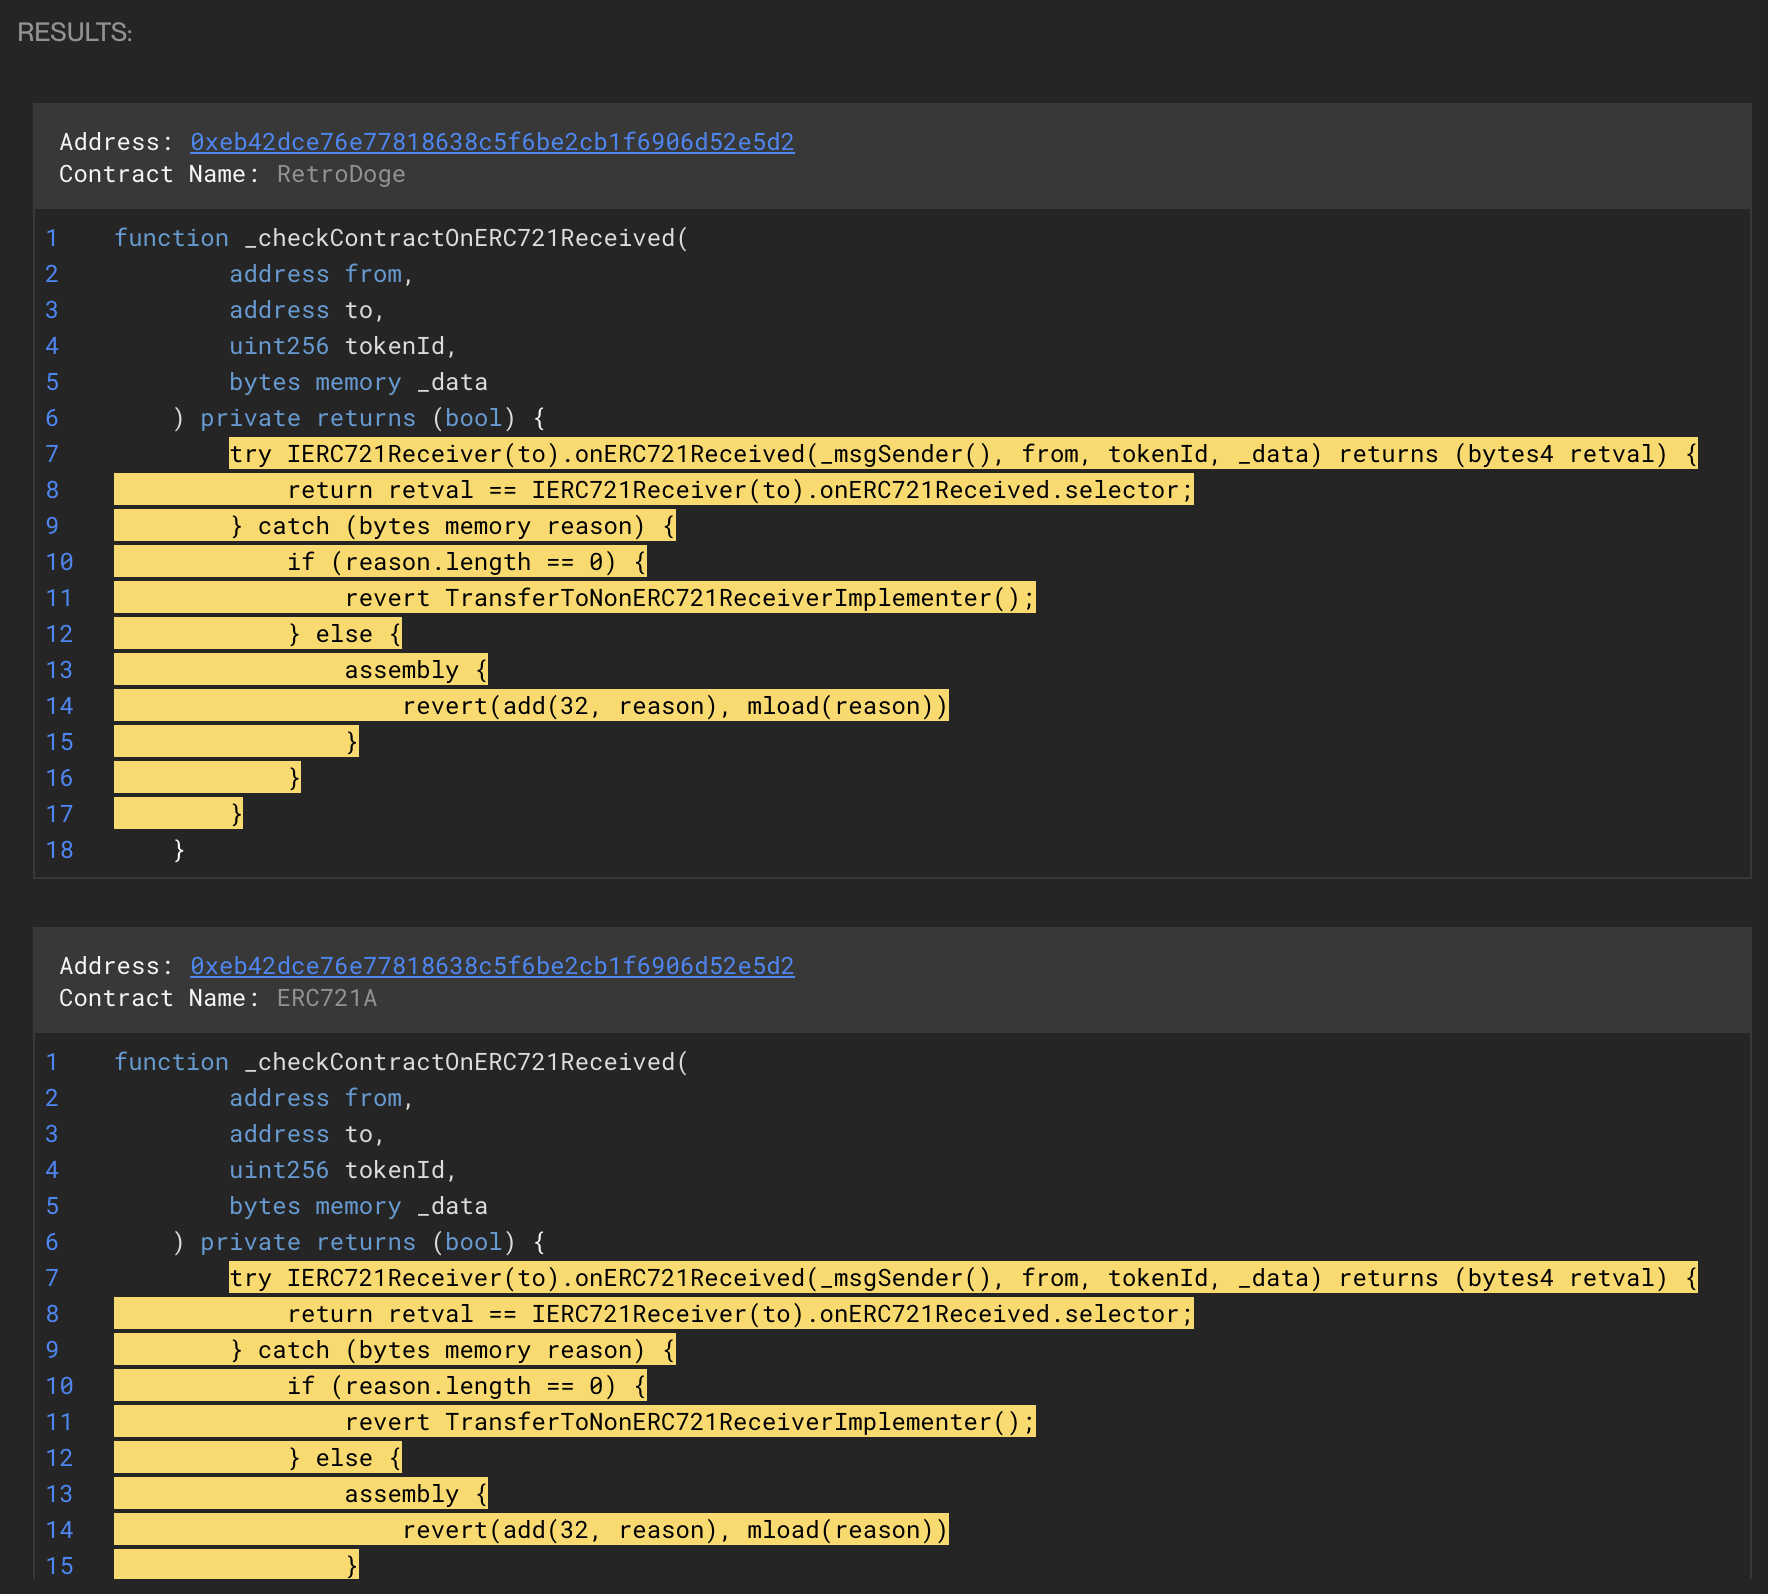 RESULTS:
Address: 0xeb42dce76e77818638c5f6be2cb1f6906d52e5d2
Contract Name: RetroDoge
1 function _checkContractOnERC721Received(
2 address from,
3 address to,
4 uint256 tokenId,
5 bytes memory _data
6 ) private returns (bool) {
7 try IERC721Receiver(to).onERC721Received(_msgSender(), from, tokenId, _data) returns (bytes4 retval) {
8 return retval == IERC721Receiver(to).onERC721Received.selector;
9 } catch (bytes memory reason) {
10 if (reason.length == 0) {
11 revert TransferToNonERC721ReceiverImplementer();
12 } else {
13 assembly {
14 revert(add(32, reason), mload(reason))
15 }
16 }
17 }
18 }
Address: 0xeb42dce76e77818638c5f6be2cb1f6906d52e5d2
Contract Name: ERC721A
1 function _checkContractOnERC721Received(
2 address from,
3 address to,
4 uint256 tokenId,
5 bytes memory _data
6 ) private returns (bool) {
7 try IERC721Receiver(to).onERC721Received(_msgSender(), from, tokenId, _data) returns (bytes4 retval) {
8 return retval == IERC721Receiver(to).onERC721Received.selector;
9 } catch (bytes memory reason) {
10 if (reason.length == 0) {
11 revert TransferToNonERC721ReceiverImplementer();
12 } else {
13 assembly {
14 revert(add(32, reason), mload(reason))
15 }